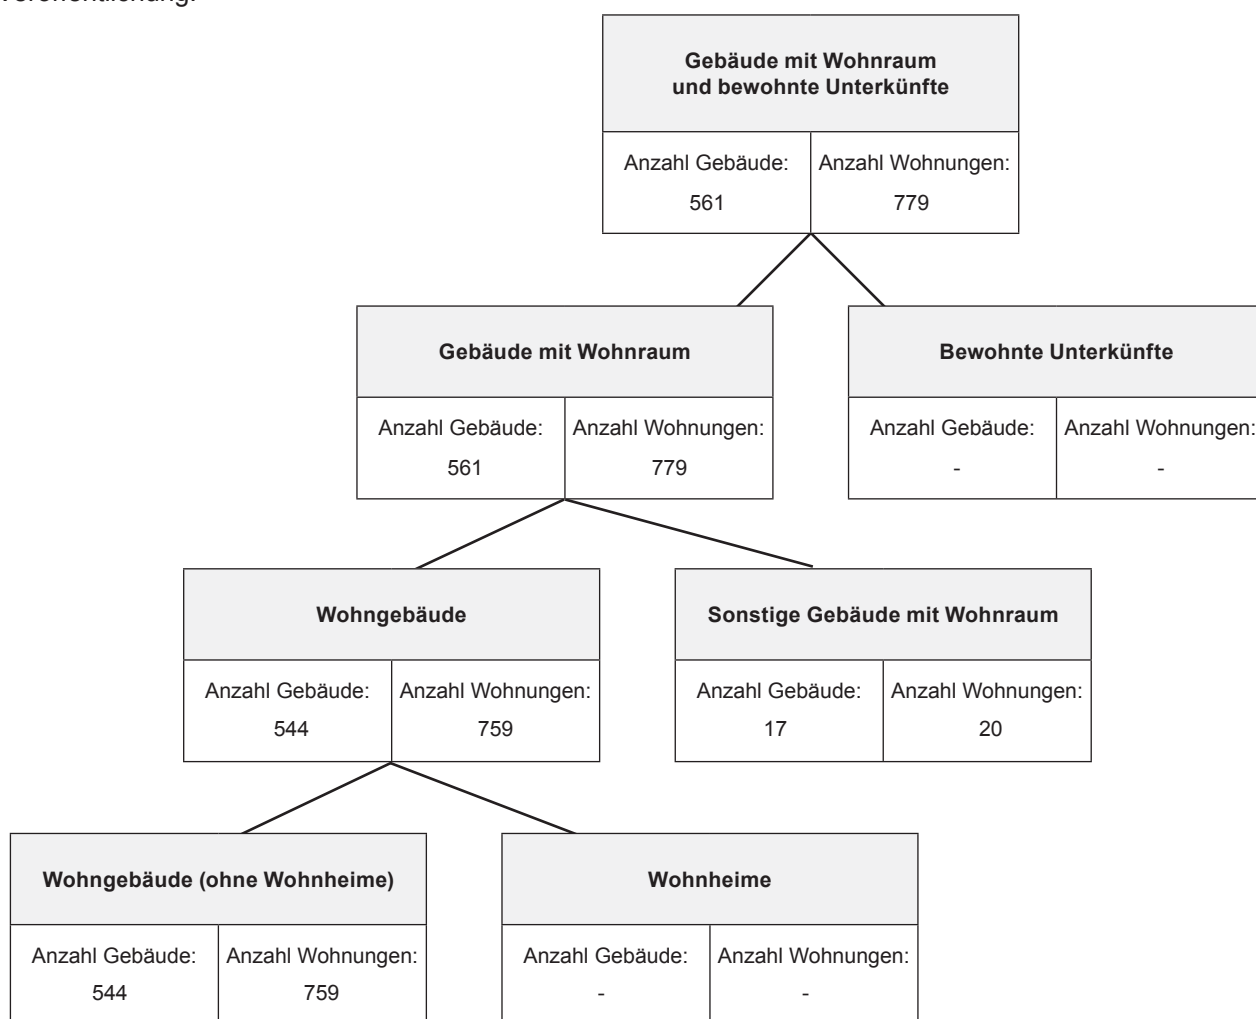 Veröffentlichung.
Gebäude mit Wohnraum
und bewohnte Unterkünfte
Anzahl Gebäude: Anzahl Wohnungen:
561 779
Gebäude mit Wohnraum
Anzahl Gebäude: Anzahl Wohnungen:
561 779
Bewohnte Unterkünfte
Anzahl Gebäude: Anzahl Wohnungen:
- -
Wohngebäude
Anzahl Gebäude: Anzahl Wohnungen:
544 759
Sonstige Gebäude mit Wohnraum
Anzahl Gebäude: Anzahl Wohnungen:
17 20
Wohngebäude (ohne Wohnheime)
Anzahl Gebäude: Anzahl Wohnungen:
544 759
Wohnheime
Anzahl Gebäude: Anzahl Wohnungen:
- -